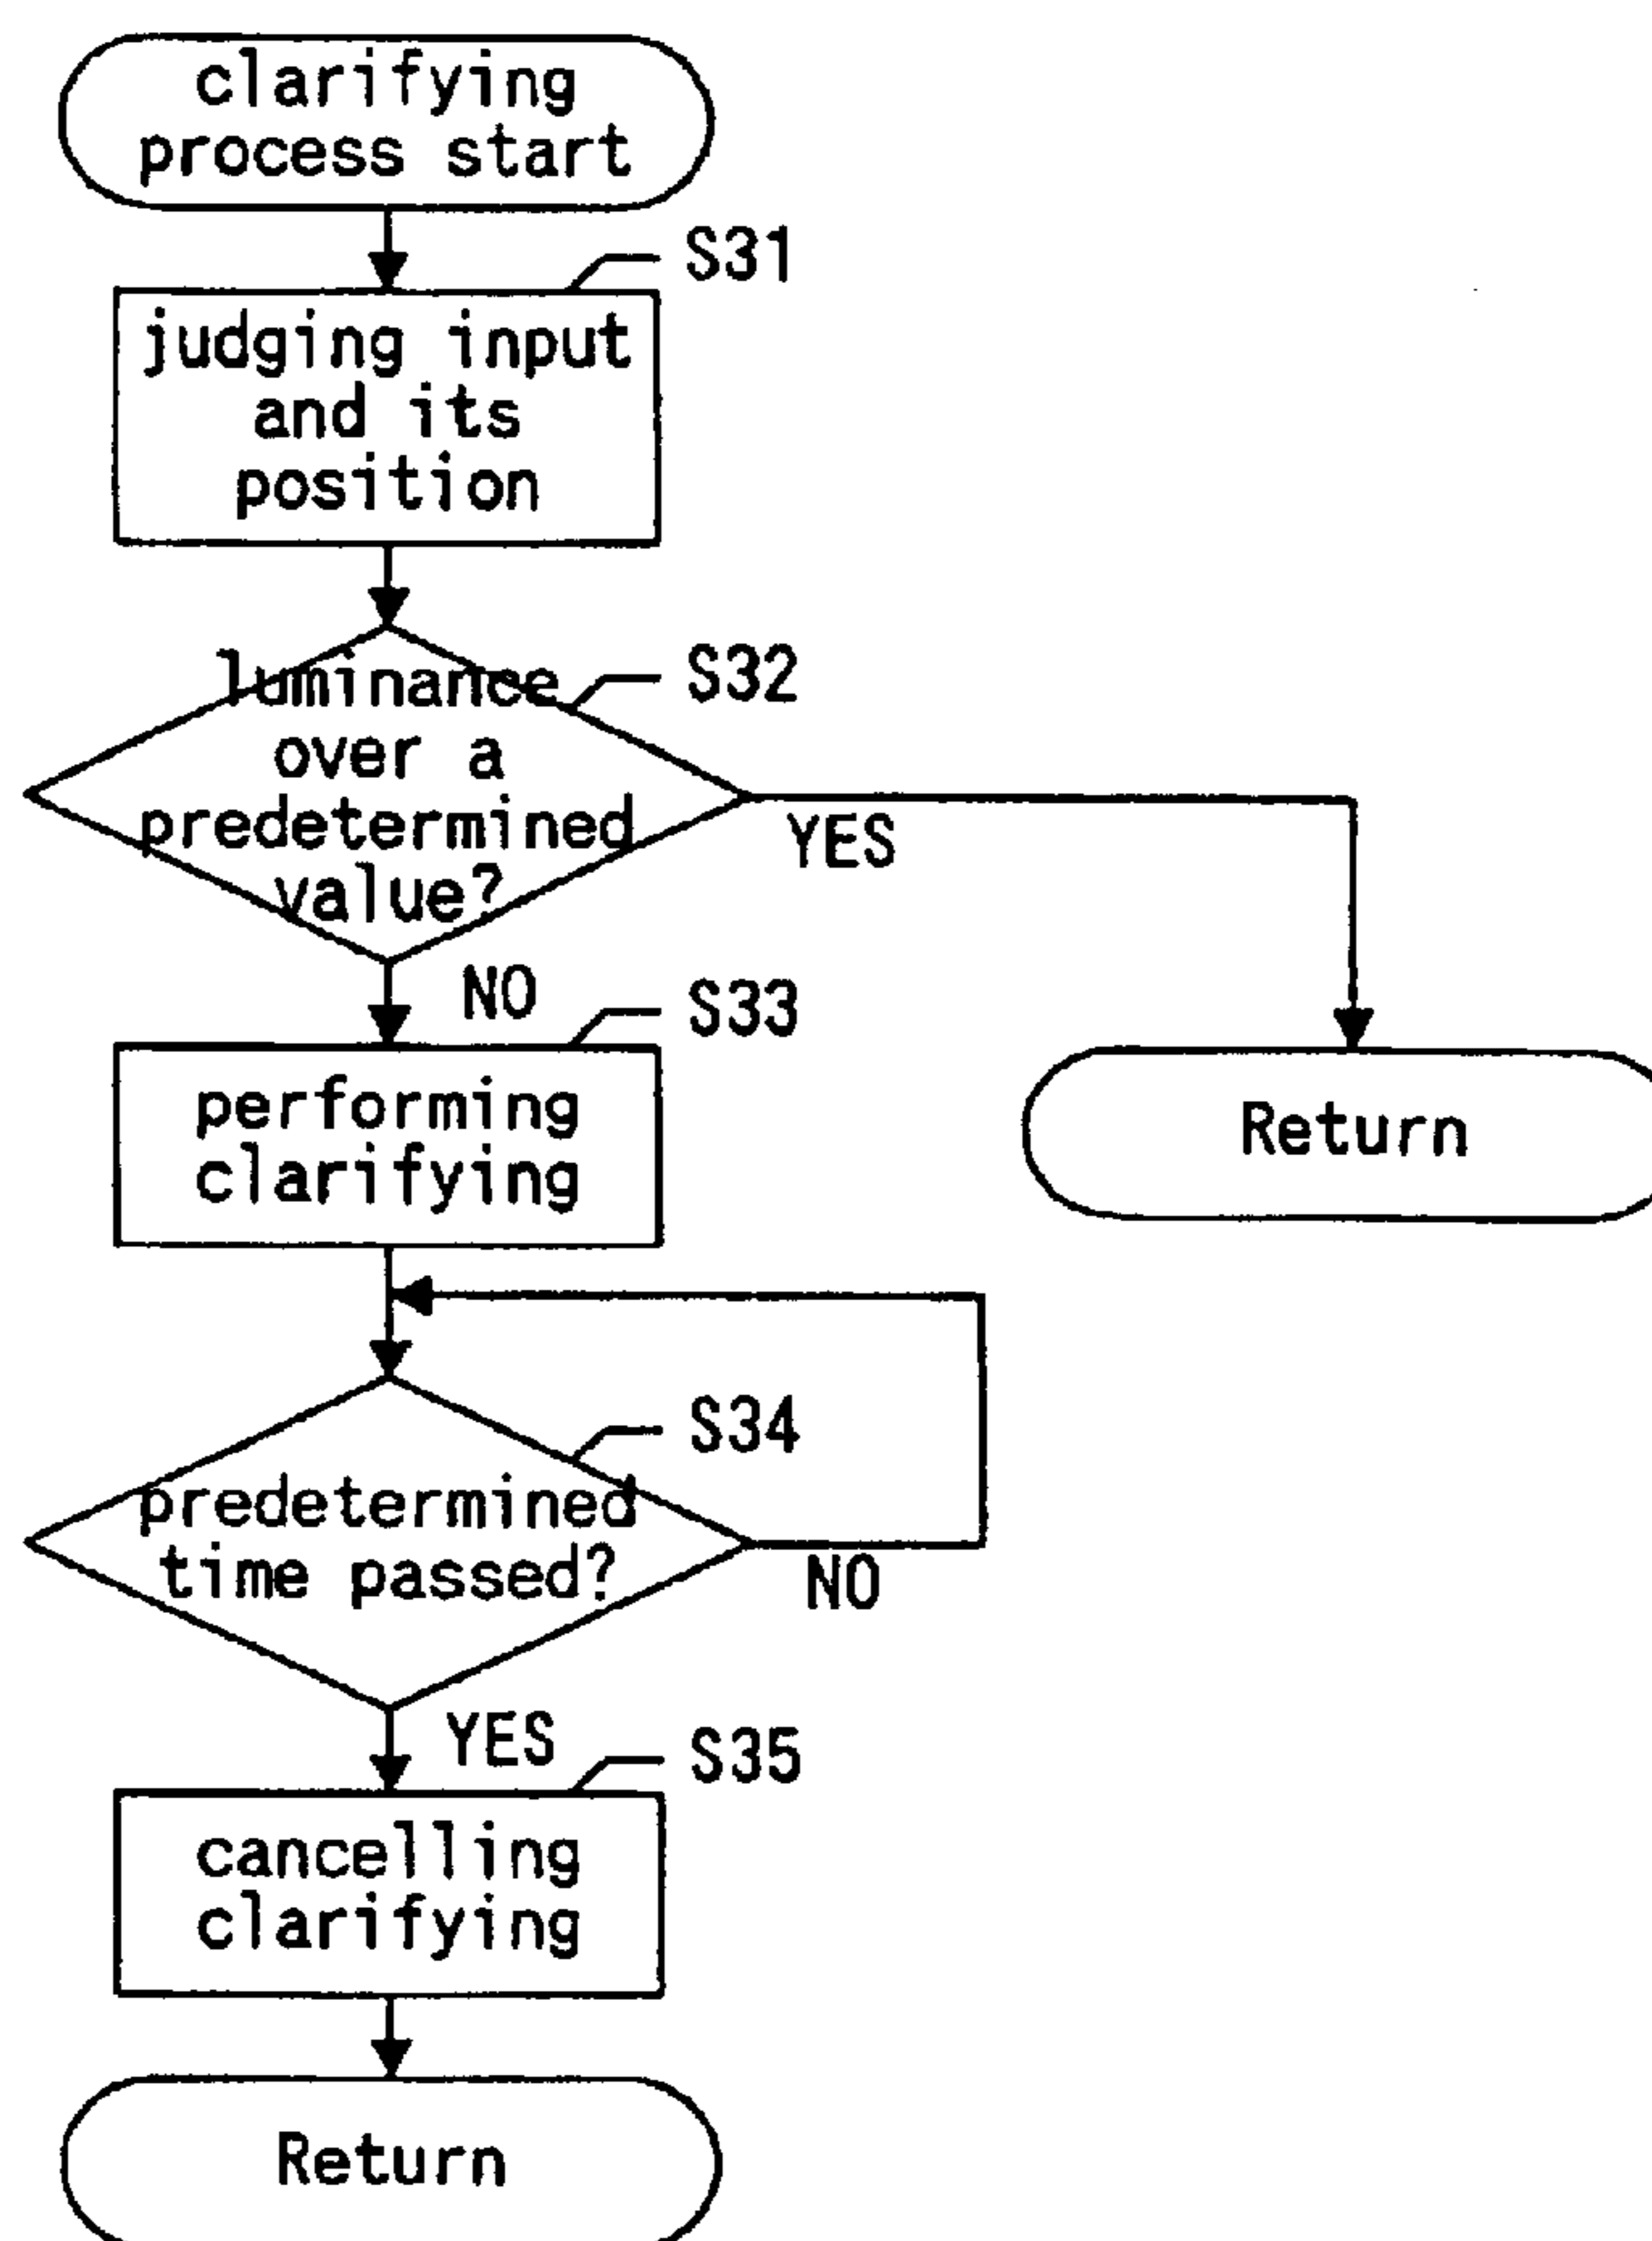 clarifying
process start
S31
judging input
and its
position
S32
luminance
over a
predetermined
value?
YES
NO
S33
performing
clarifying
Return
S34
predetermined
time passed?
NO
YES
S35
cancelling
clarifying
Return